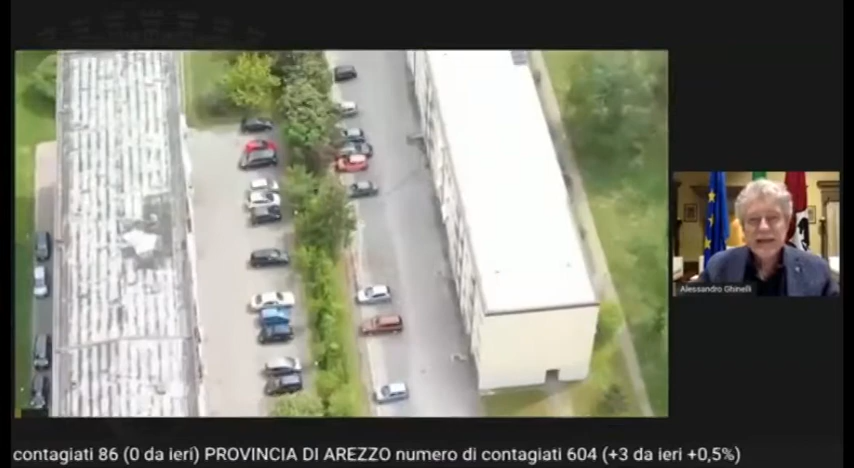 Alessandro Ghinelli
contagiati 86 (0 da ieri) PROVINCIA DI AREZZO numero di contagiati 604 (+3 da ieri +0,5%)